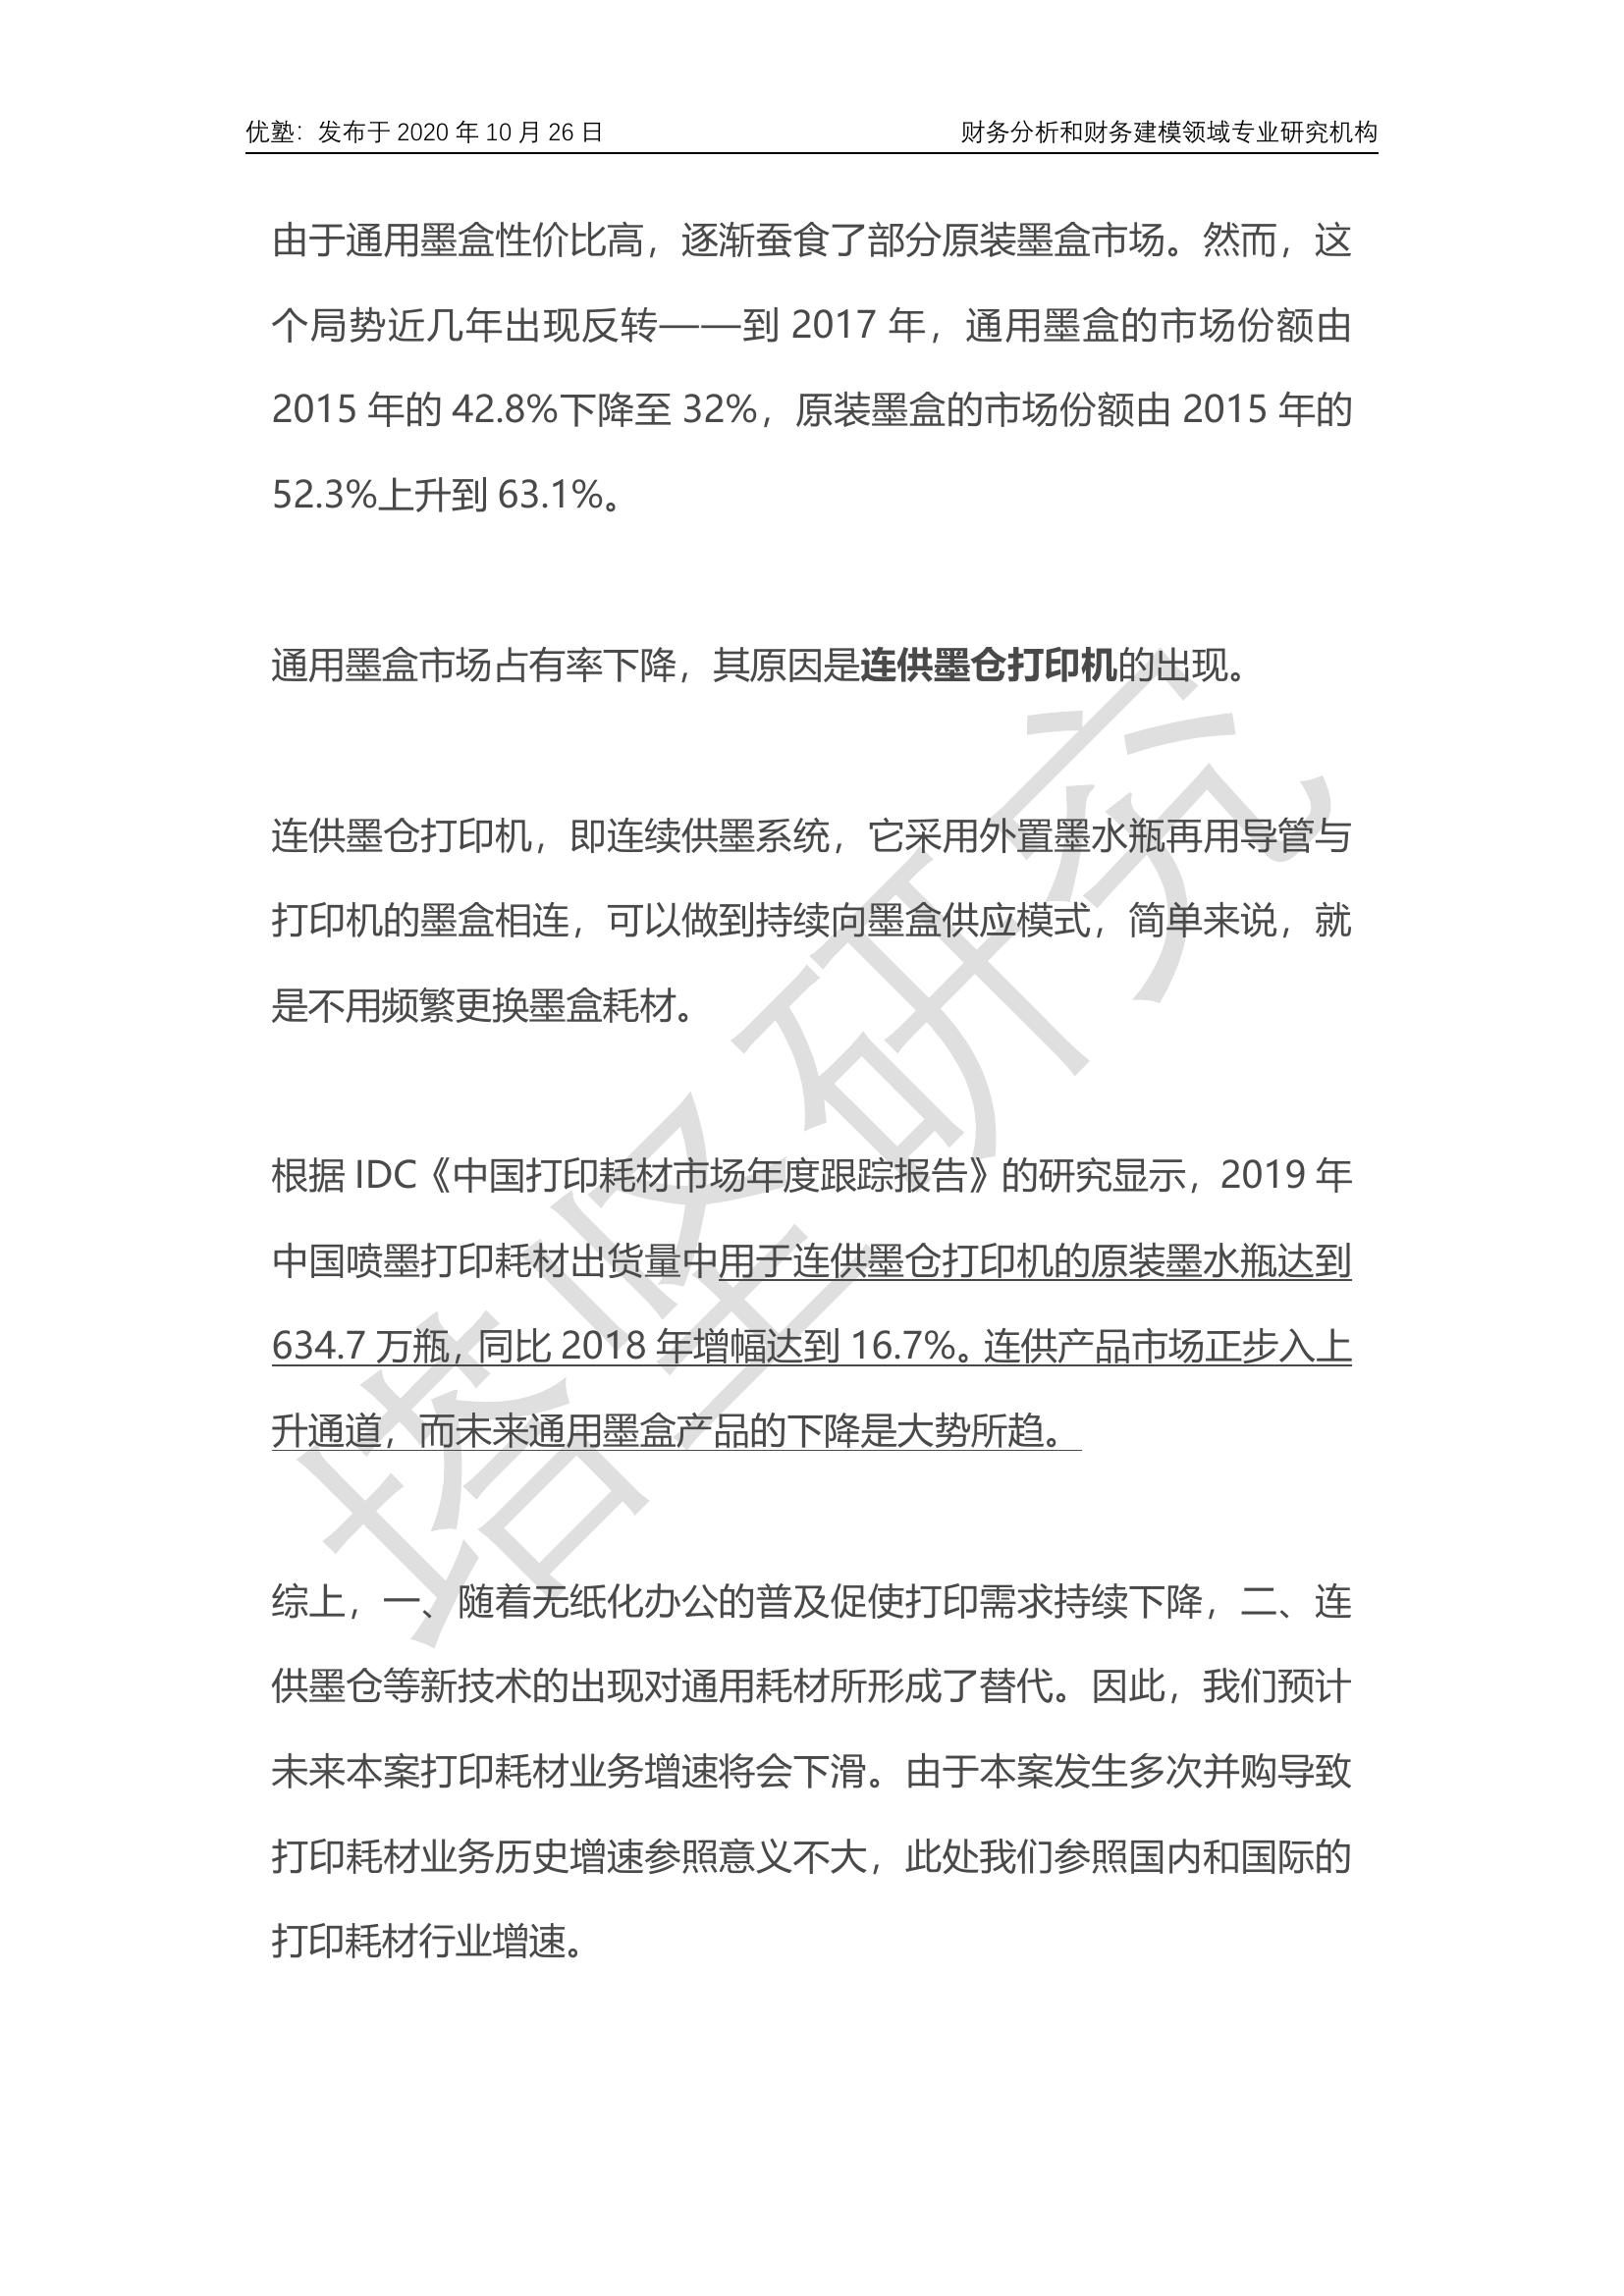 优塾：发布于 2020 年 10 月 26 日 财务分析和财务建模领域专业研究机构
由于通用墨盒性价比高，逐渐蚕食了部分原装墨盒市场。然而，这
个局势近几年出现反转——到 2017 年，通用墨盒的市场份额由
2015 年的 42.8%下降至 32%，原装墨盒的市场份额由 2015 年的
52.3%上升到 63.1%。
通用墨盒市场占有率下降，其原因是连供墨仓打印机的出现。
连供墨仓打印机，即连续供墨系统，它采用外置墨水瓶再用导管与
打印机的墨盒相连，可以做到持续向墨盒供应模式，简单来说，就
是不用频繁更换墨盒耗材。
根据 IDC《中国打印耗材市场年度跟踪报告》的研究显示，2019 年
中国喷墨打印耗材出货量中用于连供墨仓打印机的原装墨水瓶达到
634.7 万瓶，同比 2018 年增幅达到 16.7%。连供产品市场正步入上
升通道，而未来通用墨盒产品的下降是大势所趋。
综上，一、随着无纸化办公的普及促使打印需求持续下降，二、连
供墨仓等新技术的出现对通用耗材所形成了替代。因此，我们预计
未来本案打印耗材业务增速将会下滑。由于本案发生多次并购导致
打印耗材业务历史增速参照意义不大，此处我们参照国内和国际的
打印耗材行业增速。
塔坚研究